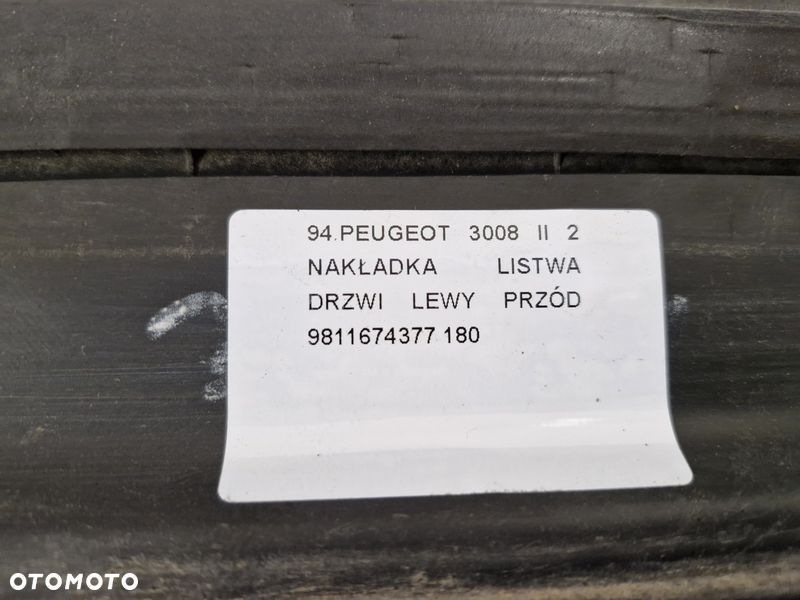 94.PEUGEOT 3008 II 2
NAKŁADKA LISTWA
DRZWI LEWY PRZÓD
9811674377 180
OTOMOTO